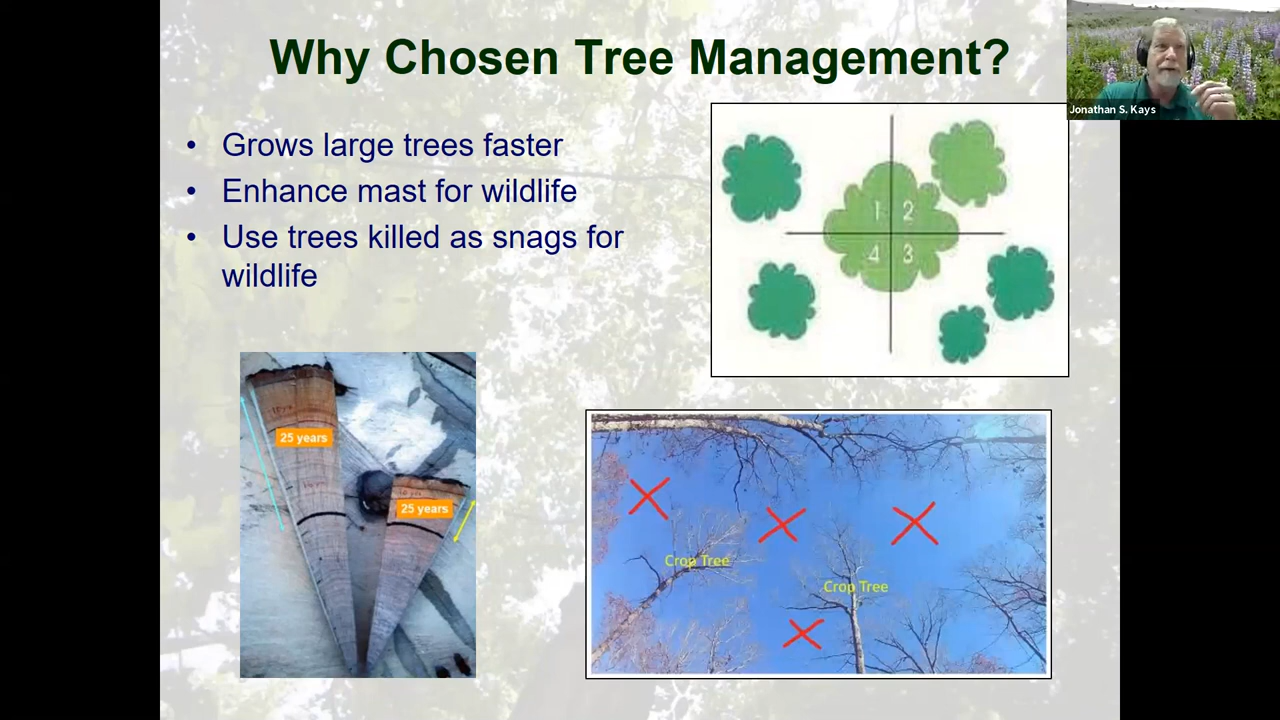 Why Chosen Tree Management?
Jonathan S. Kays
• Grows large trees faster
• Enhance mast for wildlife
• Use trees killed as snags for
wildlife
1 2
4 3
25 years
25 years
Crop Tree
Crop Tree